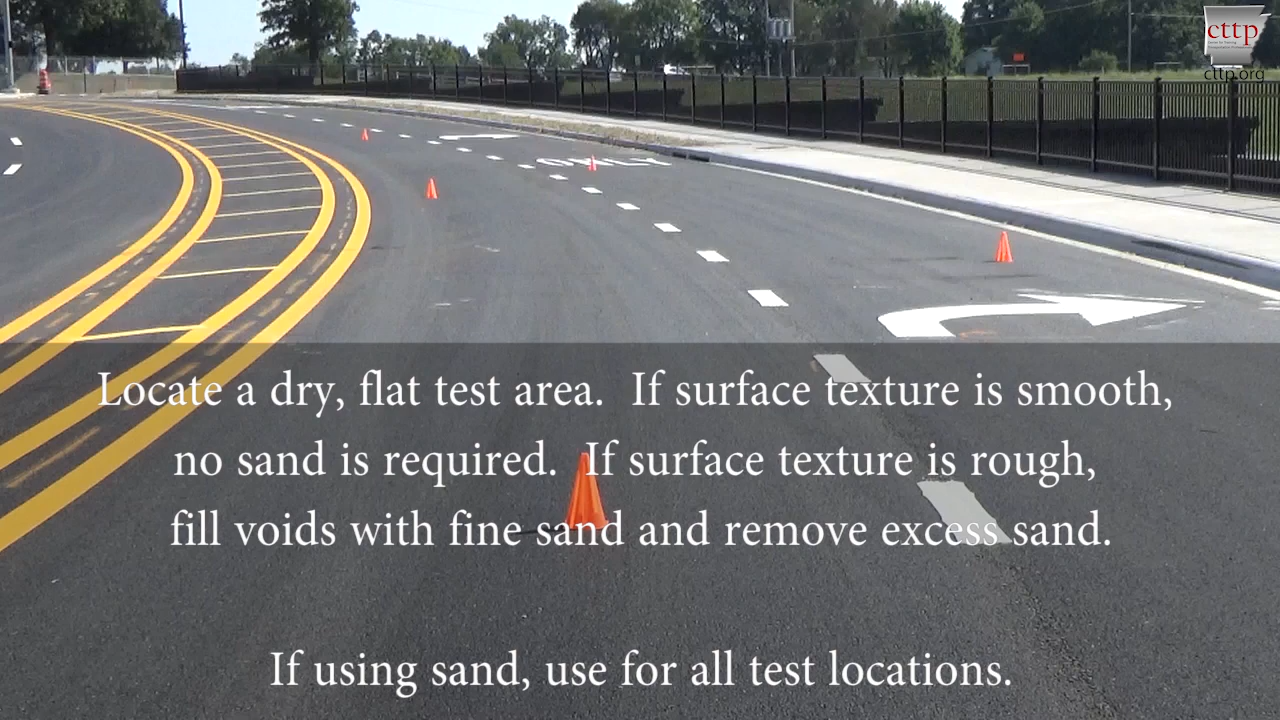 cttp
cttp.org
ONLY
Locate a dry, flat test area. If surface texture is smooth,
no sand is required. If surface texture is rough,
fill voids with fine sand and remove excess sand.
If using sand, use for all test locations.